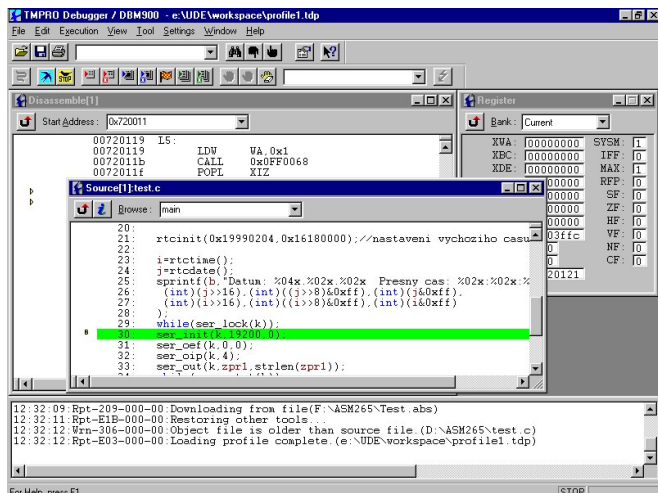 TMPRO Debugger / DBM900 - e:\UDE\workspace\profile1.tdp
File Edit Execution View Tool Settings Window Help
Disassemble[1]
Start Address: 0x720011
00720119 L5:
00720119 LDW WA,0x1
0072011b CALL 0x0FF0068
0072011f POPL XIZ
Register
Bank: Current
XWA: 00000000 SYSM: 1
XBC: 00000000 IFF: 0
XDE: 00000000 MAX: 1
00000 RFP: 0
00000 SF: 0
00000 ZF: 0
00000 HF: 0
03ffc VF: 0
0 NF: 0
0 CF: 0
20121
Source[1]:test.c
Browse: main
20:
21: rtcinit(0x19990204,0x16180000);//nastaveni vychoziho casu
22:
23: i=rtctime();
24: j=rtcdate();
25: sprintf(b,"Datum: %04x.%02x.%02x Presny cas: %02x:%02x:%
26: (int)(j>>16),(int)((j>>8)&0xff),(int)(j&0xff),
27: (int)(i>>16),(int)((i>>8)&0xff),(int)(i&0xff)
28: );
29: while(ser_lock(k));
30: ser_init(k,19200,0);
31: ser_oef(k,0,0);
32: ser_oip(k,4);
33: ser_out(k,zpr1,strlen(zpr1));
12:32:09:Rpt-209-000-00:Downloading from file(F:\ASM265\Test.abs)
12:32:11:Rpt-E1B-000-00:Restoring other tools...
12:32:12:Wrn-306-000-00:Object file is older than source file.(D:\ASM265\test.c)
12:32:12:Rpt-E03-000-00:Loading profile complete.(e:\UDE\workspace\profile1.tdp)
For Help, press F1 STOP